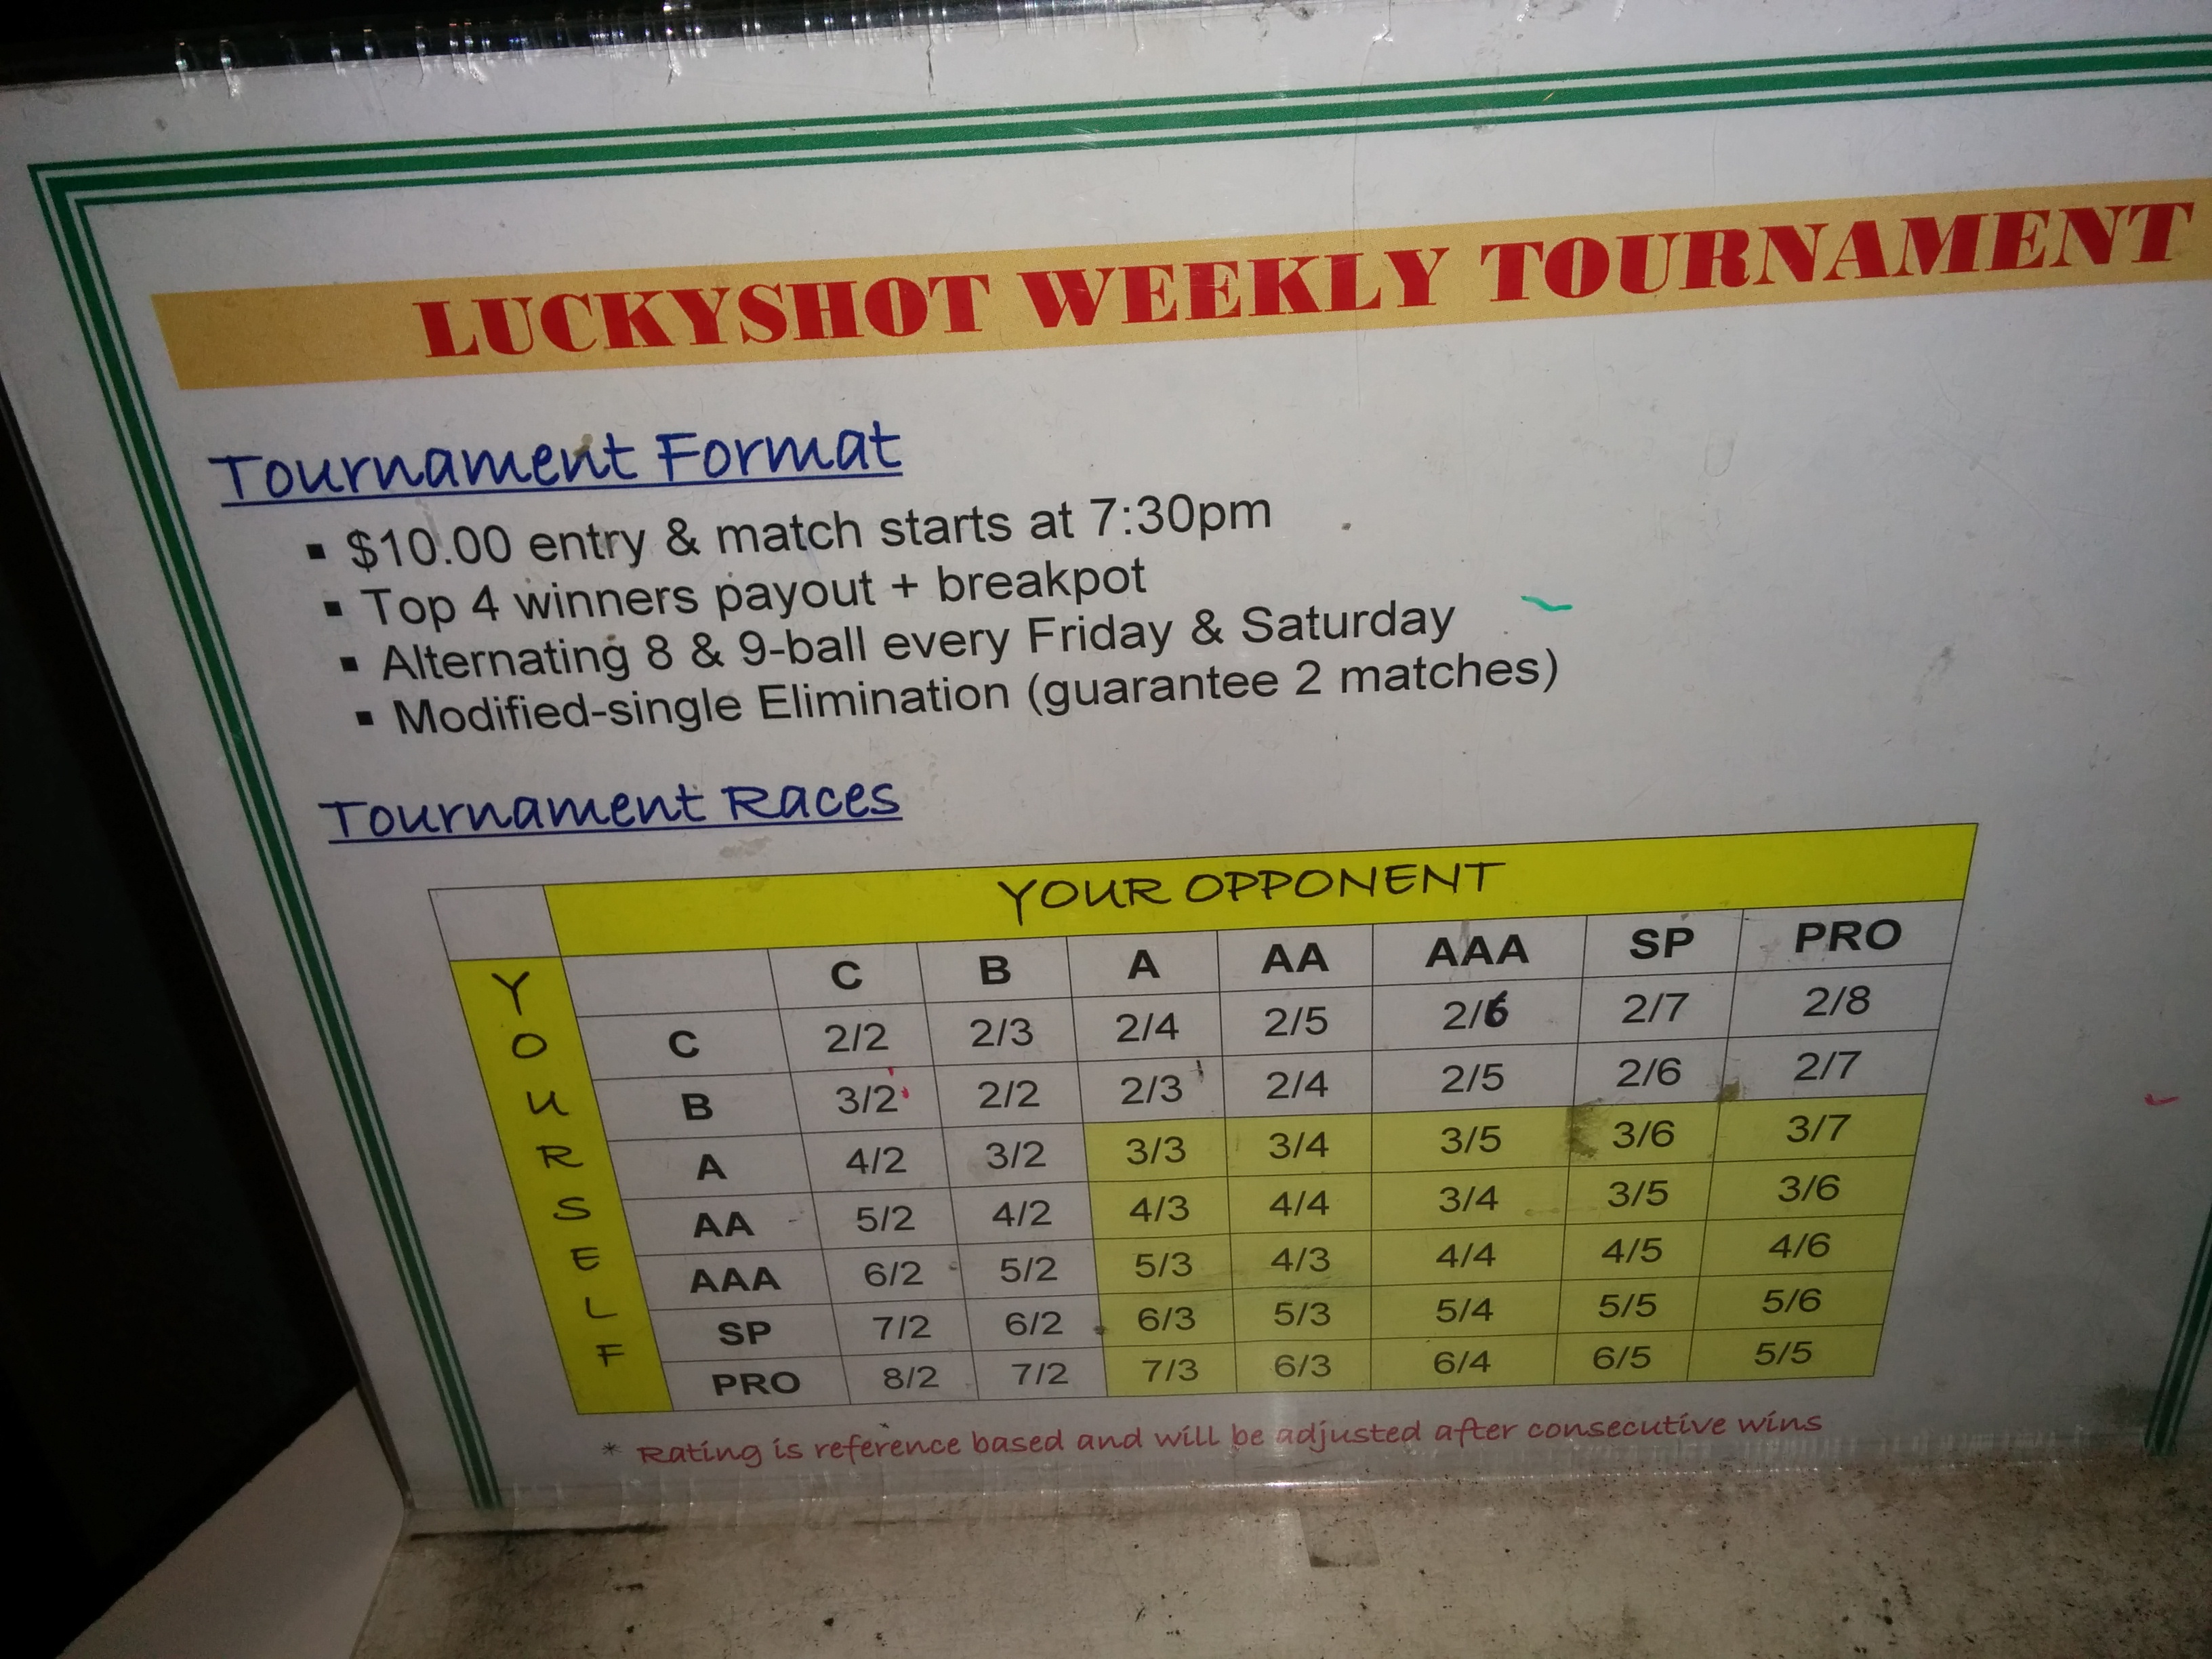 LUCKYSHOT WEEKLY TOURNAMENT
Tournament Format
▪ $10.00 entry & match starts at 7:30pm
▪ Top 4 winners payout + breakpot
▪ Alternating 8 & 9-ball every Friday & Saturday
▪ Modified-single Elimination (guarantee 2 matches)
Tournament Races
YOUR OPPONENT
YOURSELF
C B A AA AAA SP PRO
C 2/2 2/3 2/4 2/5 2/6 2/7 2/8
B 3/2 2/2 2/3 2/4 2/5 2/6 2/7
A 4/2 3/2 3/3 3/4 3/5 3/6 3/7
AA 5/2 4/2 4/3 4/4 3/4 3/5 3/6
AAA 6/2 5/2 5/3 4/3 4/4 4/5 4/6
SP 7/2 6/2 6/3 5/3 5/4 5/5 5/6
PRO 8/2 7/2 7/3 6/3 6/4 6/5 5/5
* Rating is reference based and will be adjusted after consecutive wins